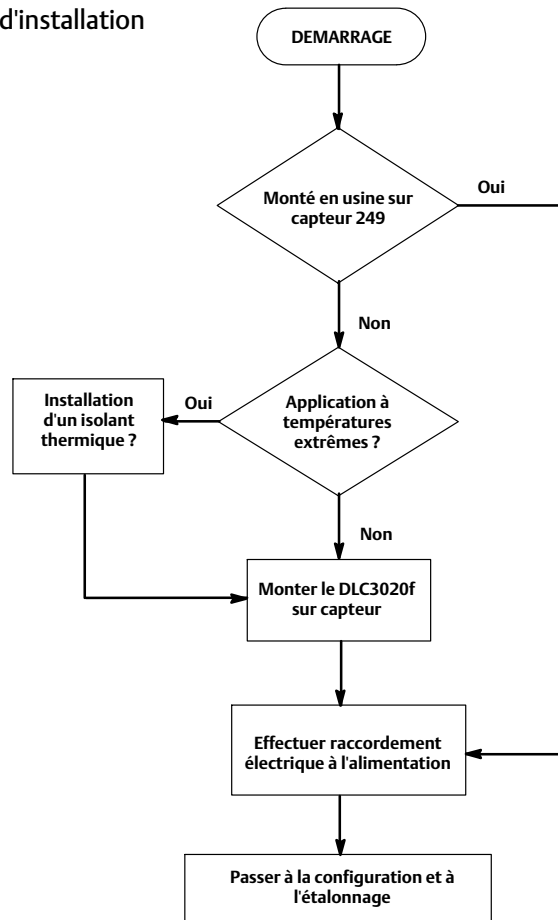 d'installation
DEMARRAGE
Monté en usine sur
capteur 249
Oui
Non
Application à
températures
extrêmes ?
Oui
Installation
d'un isolant
thermique ?
Non
Monter le DLC3020f
sur capteur
Effectuer raccordement
électrique à l'alimentation
Passer à la configuration et à
l'étalonnage